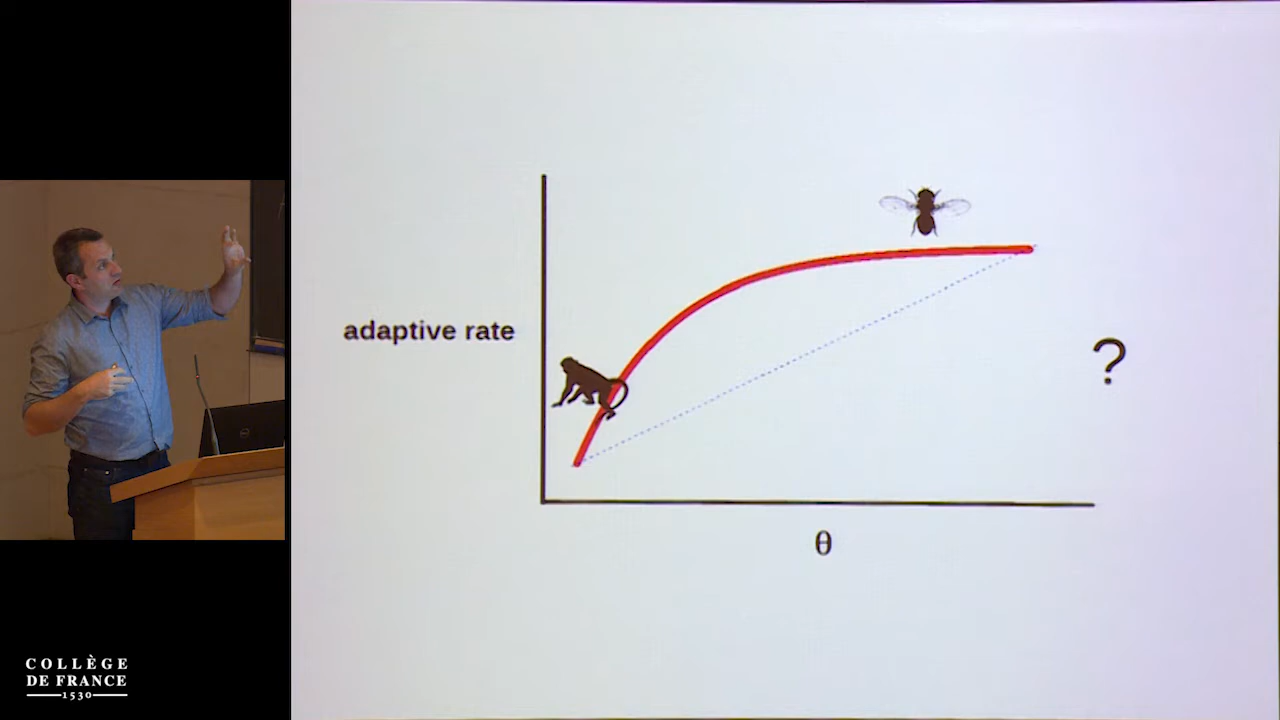 adaptive rate
?
θ
COLLÈGE
DE FRANCE
1530